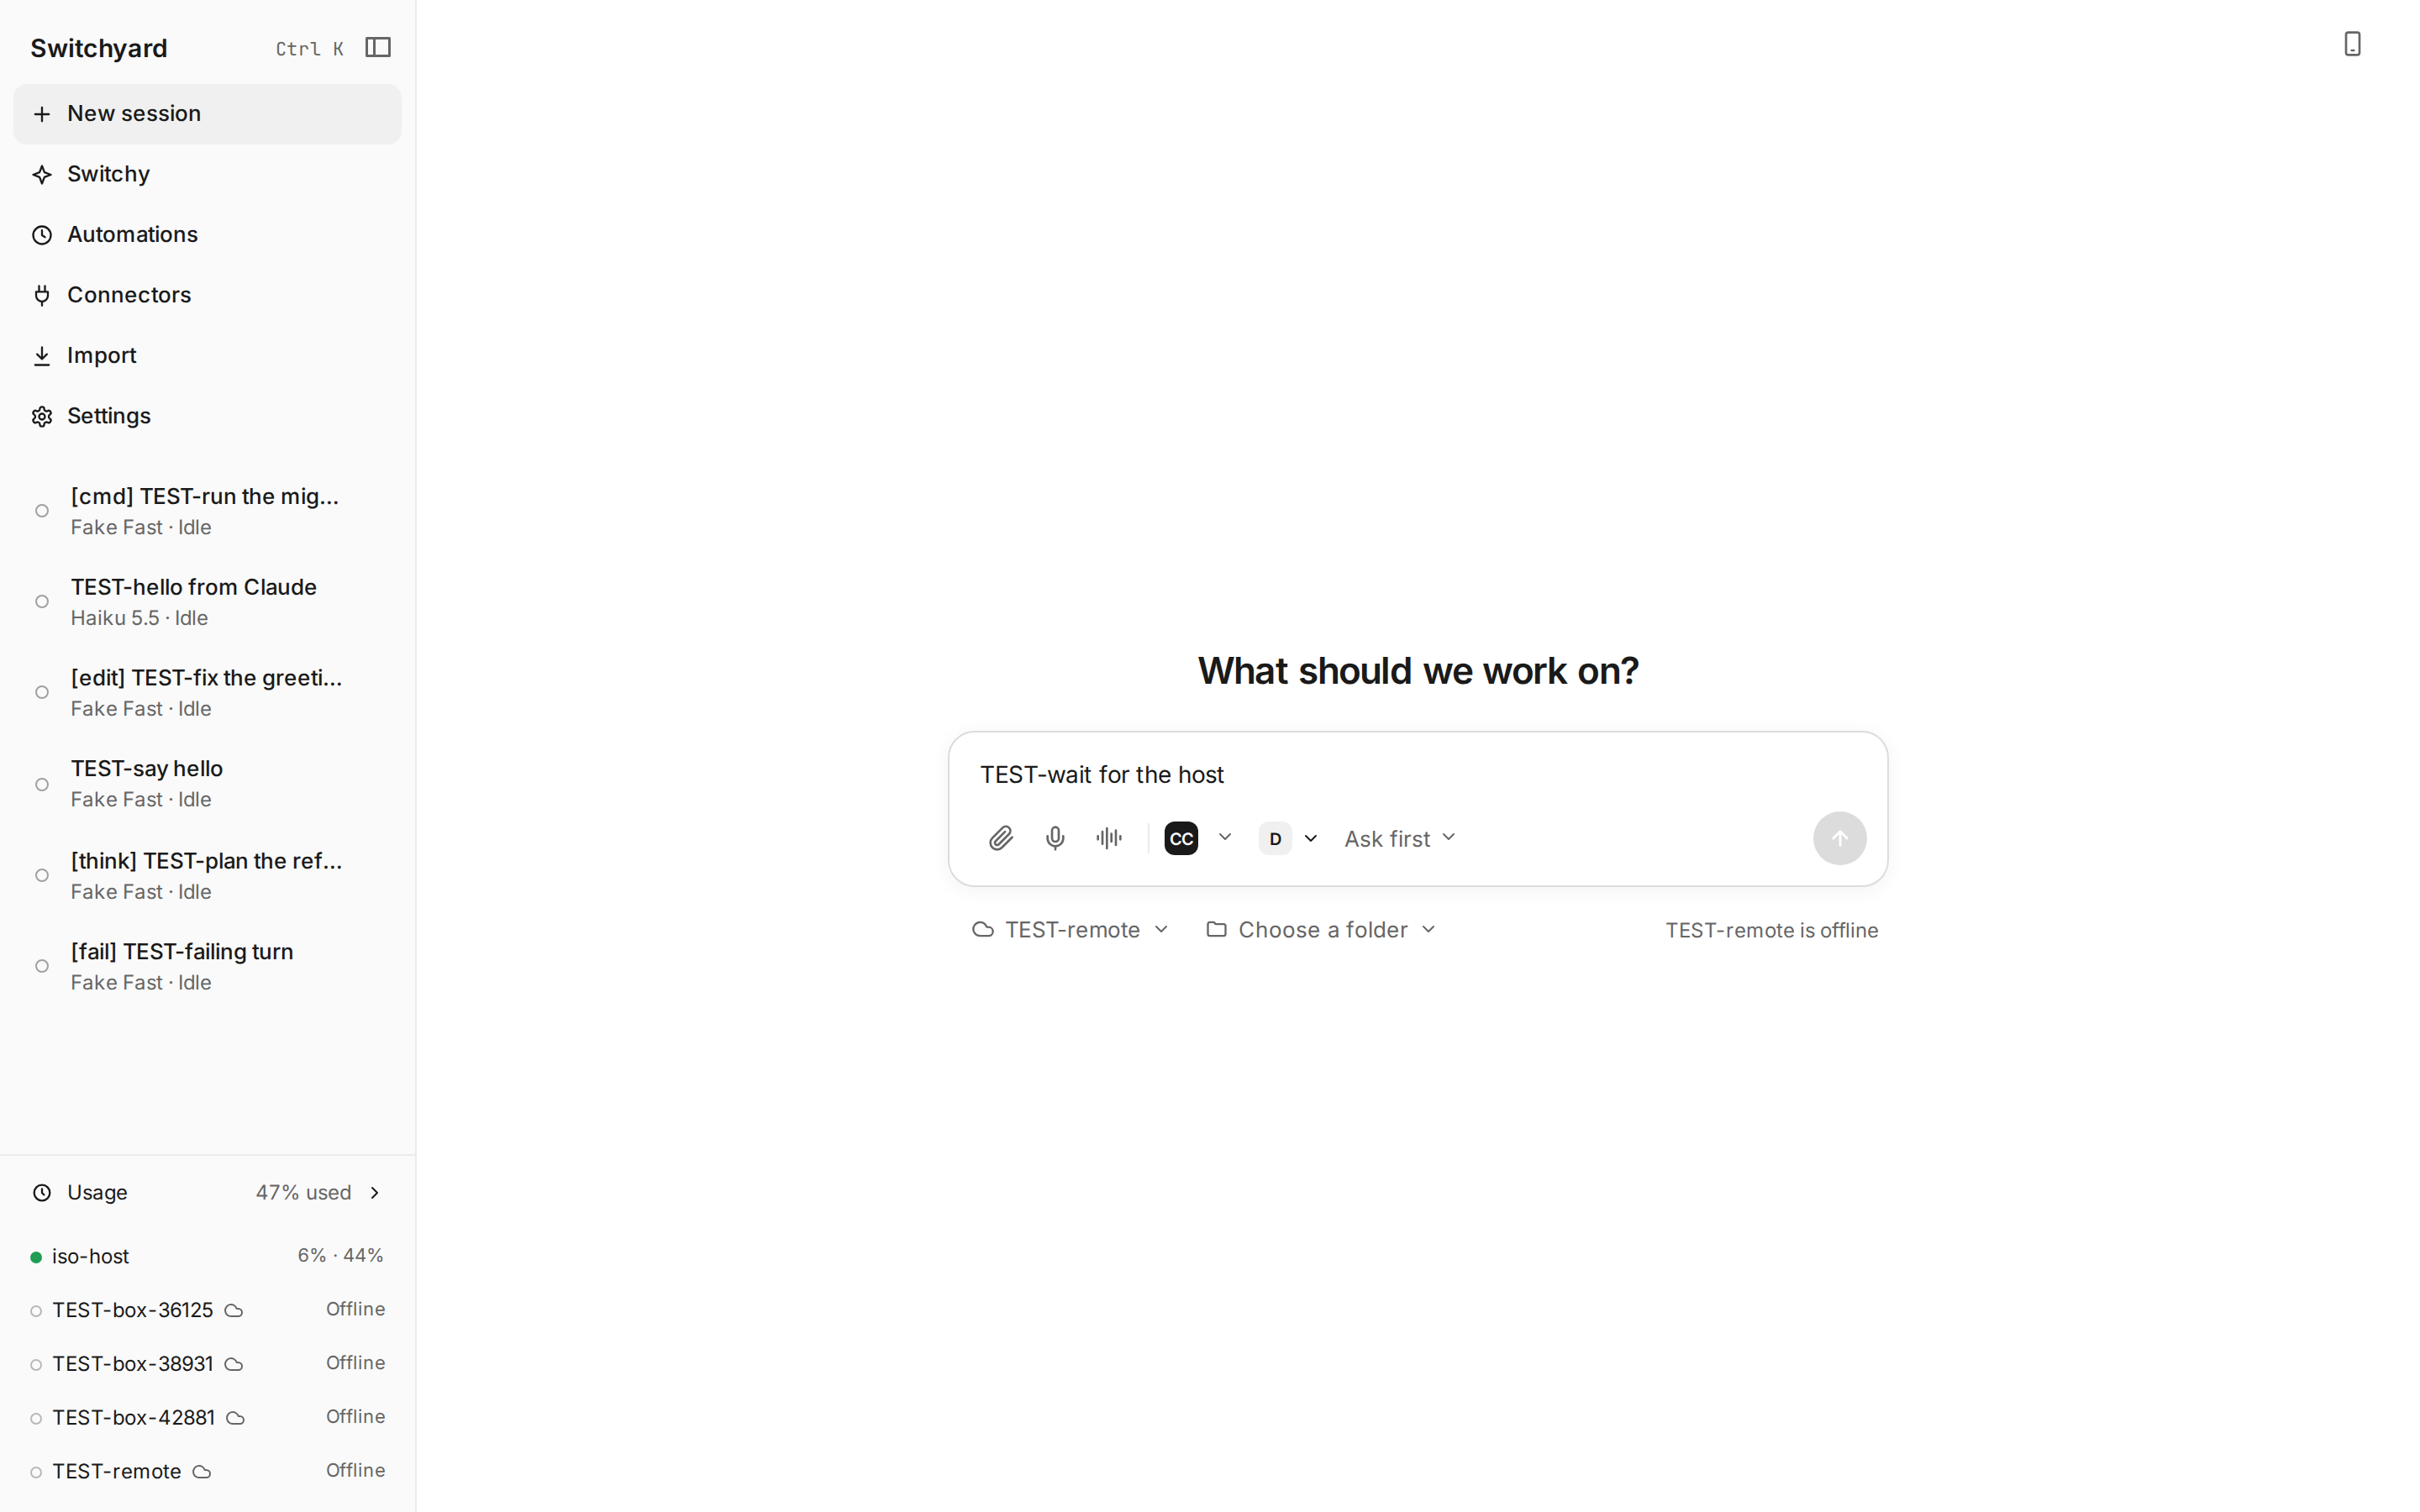 Switchyard
Ctrl K
New session
Switchy
Automations
Connectors
Import
Settings
[cmd] TEST-run the mig...
Fake Fast · Idle
TEST-hello from Claude
Haiku 5.5 · Idle
[edit] TEST-fix the greeti...
Fake Fast · Idle
TEST-say hello
Fake Fast · Idle
[think] TEST-plan the ref...
Fake Fast · Idle
[fail] TEST-failing turn
Fake Fast · Idle
Usage 47% used
iso-host 6% · 44%
TEST-box-36125 Offline
TEST-box-38931 Offline
TEST-box-42881 Offline
TEST-remote Offline
What should we work on?
TEST-wait for the host
CC D Ask first
TEST-remote Choose a folder TEST-remote is offline